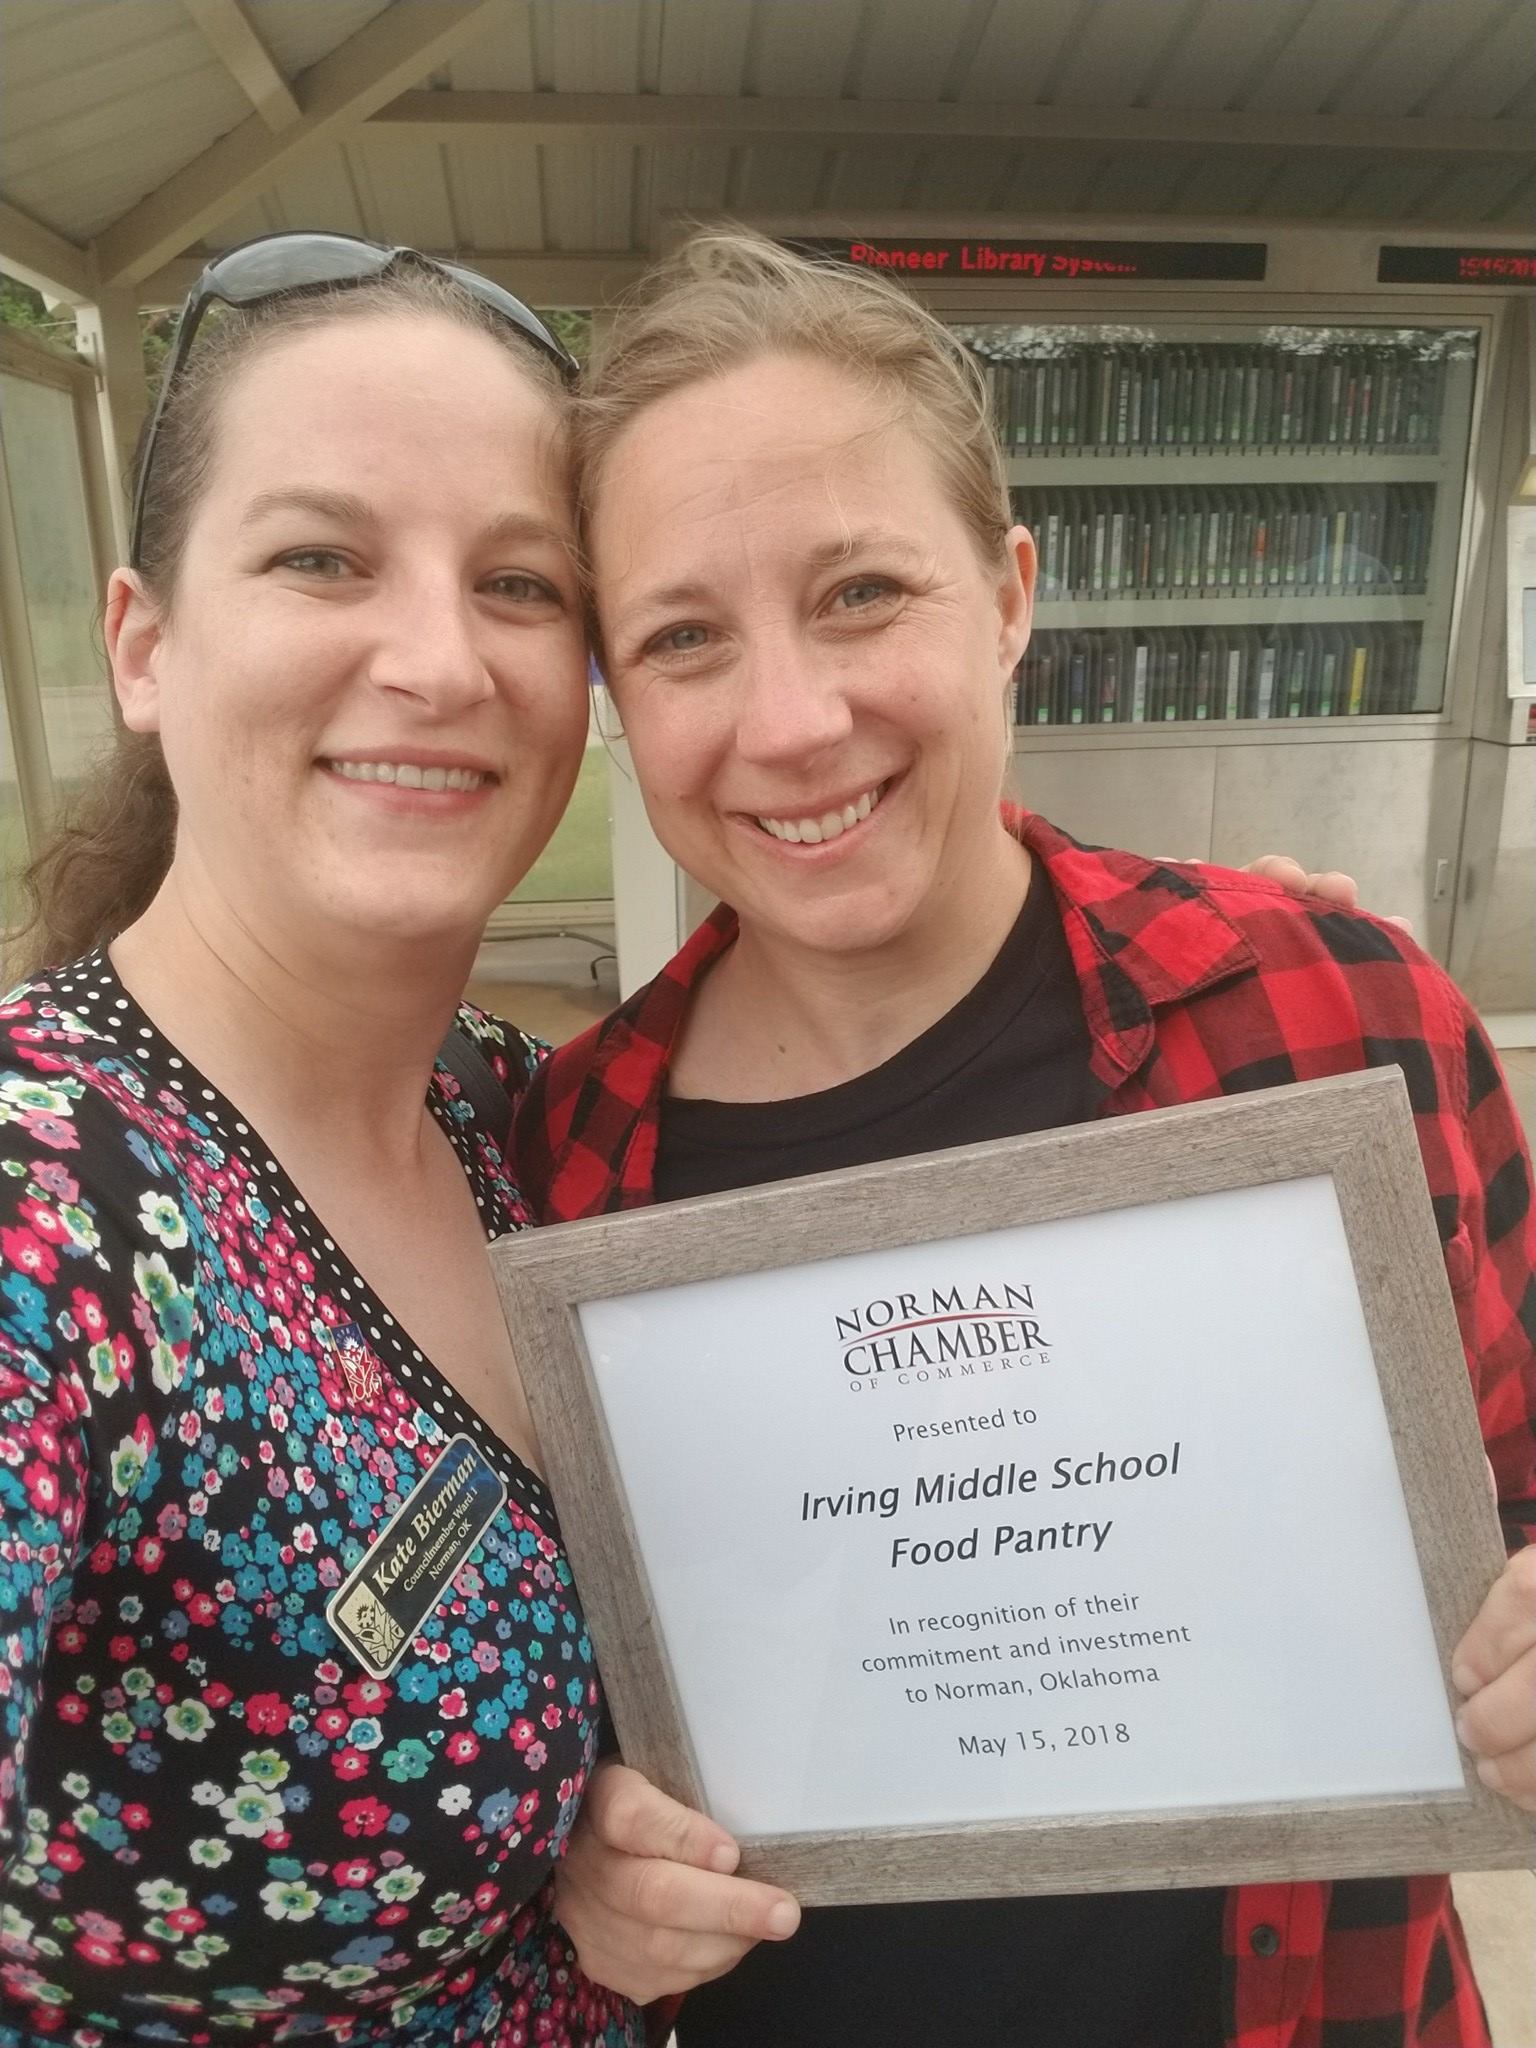 Pioneer Library System
Kate Bierman
Councilmember Ward 1
Norman, OK
NORMAN
CHAMBER
OF COMMERCE
Presented to
Irving Middle School
Food Pantry
In recognition of their
commitment and investment
to Norman, Oklahoma
May 15, 2018